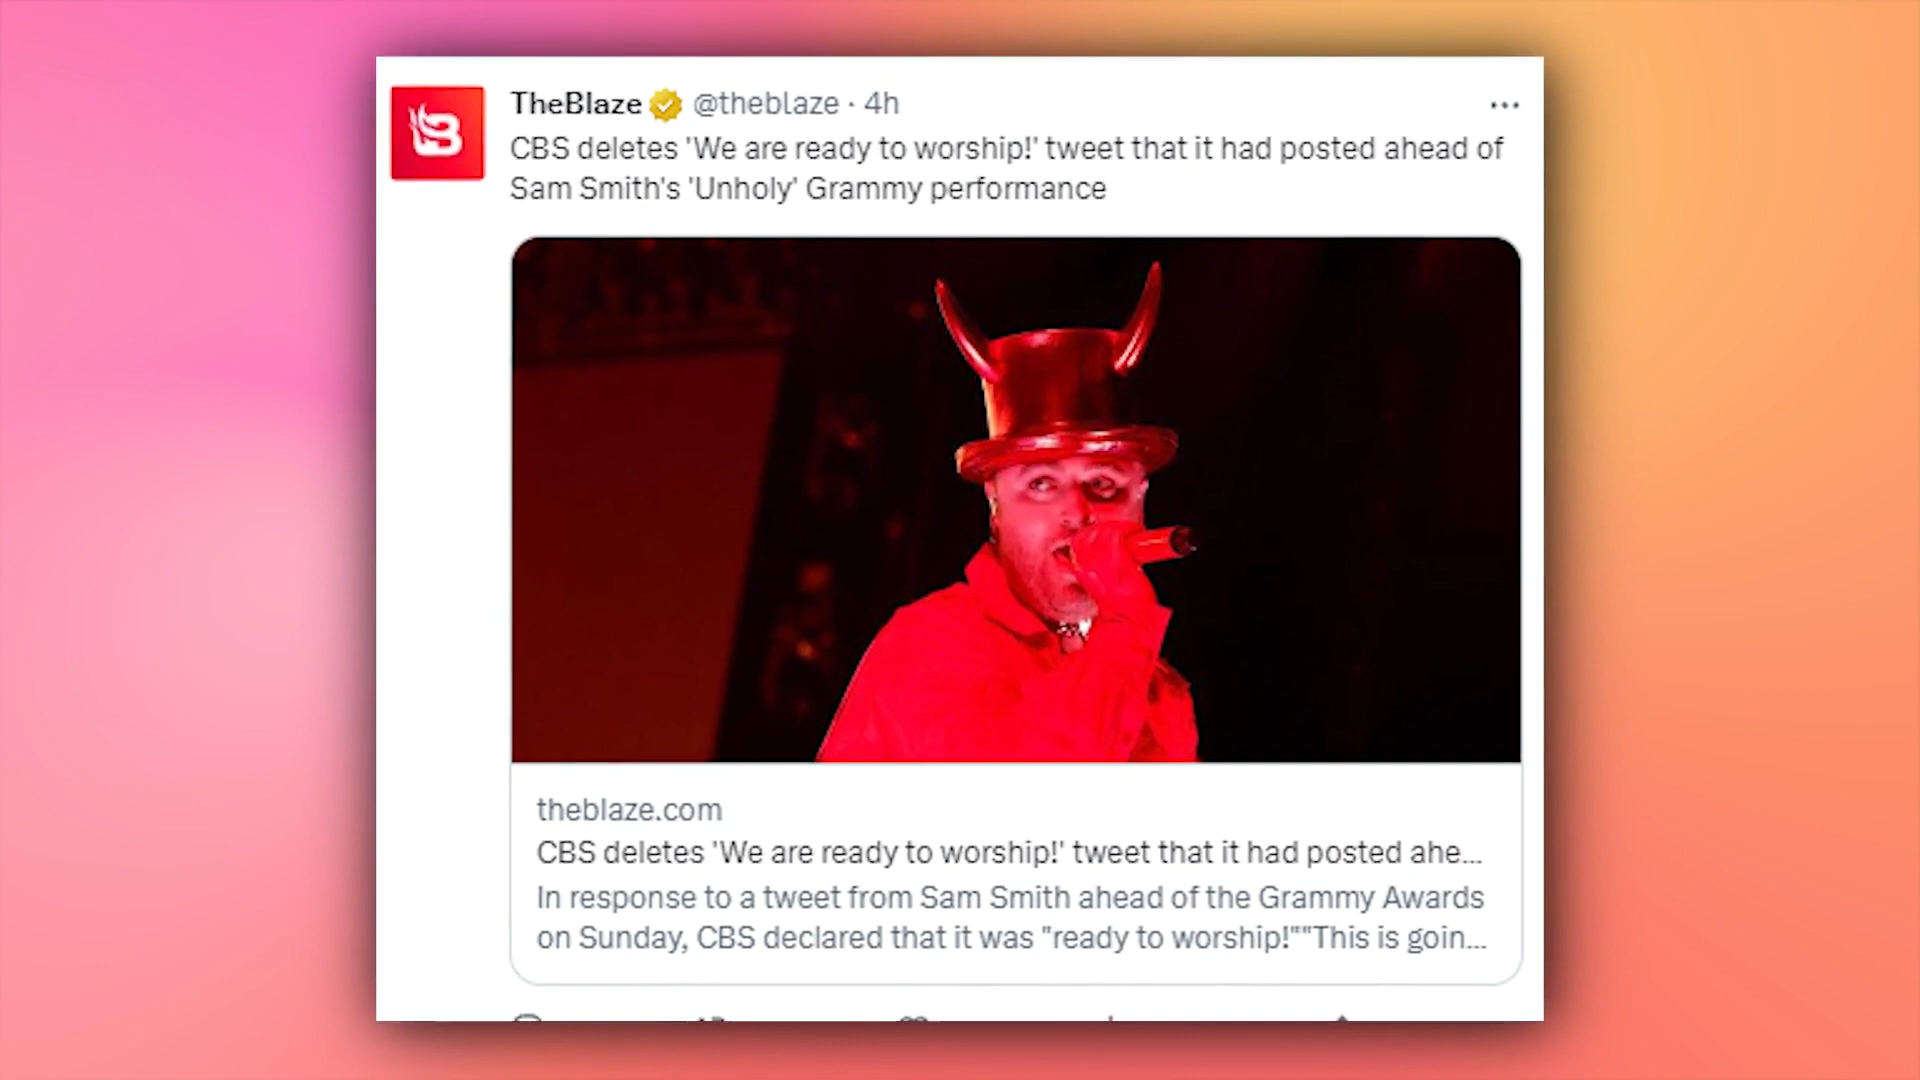 TheBlaze @theblaze · 4h
CBS deletes 'We are ready to worship!' tweet that it had posted ahead of
Sam Smith's 'Unholy' Grammy performance
theblaze.com
CBS deletes 'We are ready to worship!' tweet that it had posted ahe...
In response to a tweet from Sam Smith ahead of the Grammy Awards
on Sunday, CBS declared that it was "ready to worship!""This is goin...